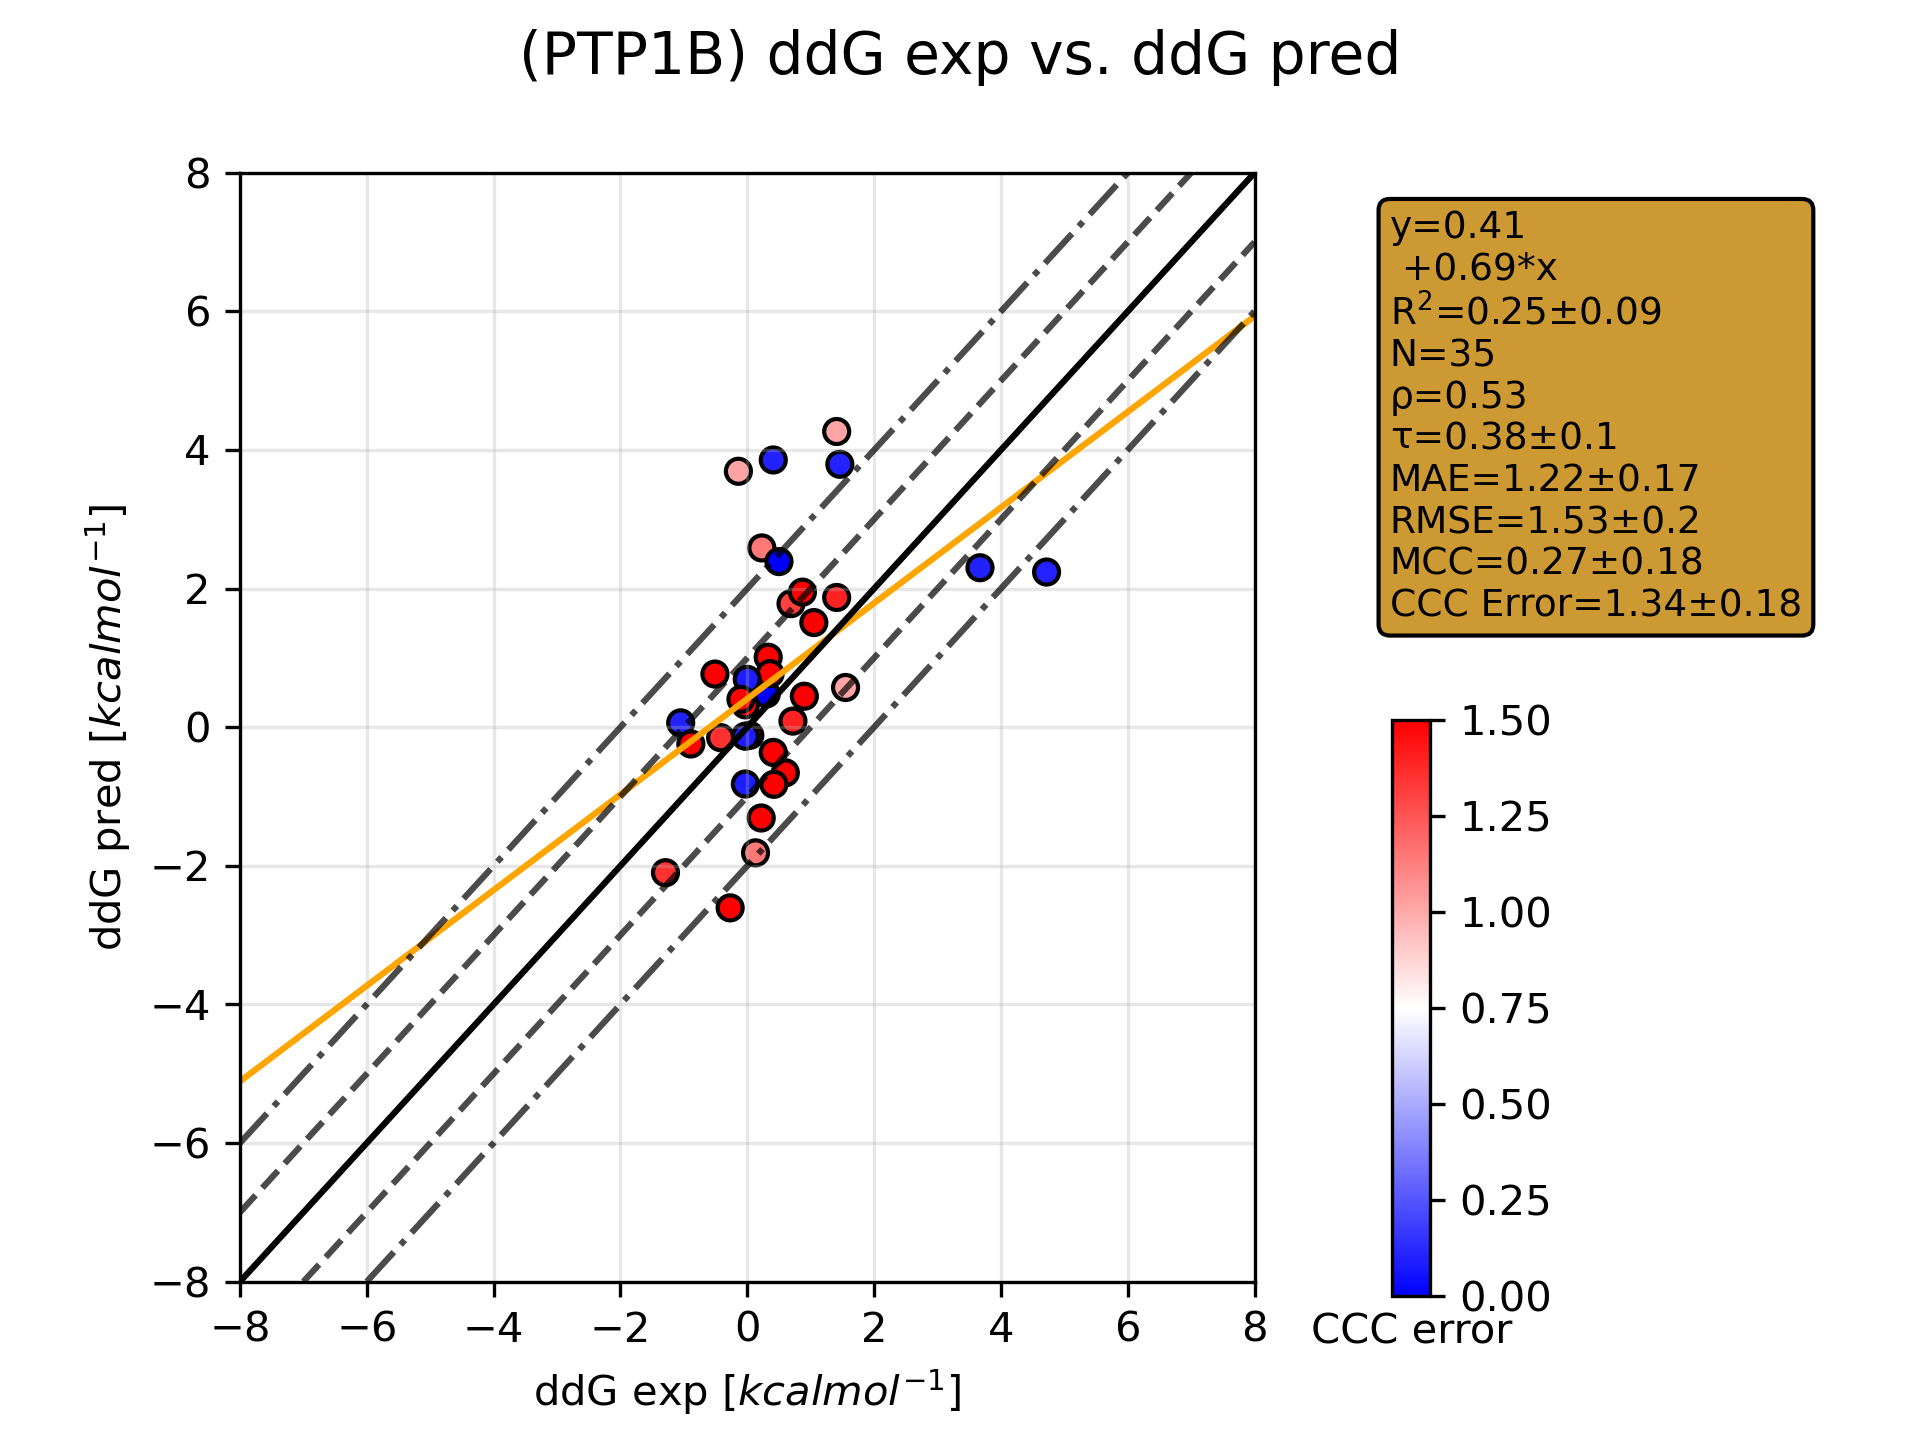 (PTP1B) ddG exp vs. ddG pred
8
6
4
2
0
−2
−4
−6
−8
ddG pred [kcalmol⁻¹]
−8 −6 −4 −2 0 2 4 6 8
ddG exp [kcalmol⁻¹]
y=0.41
+0.69*x
R²=0.25±0.09
N=35
ρ=0.53
τ=0.38±0.1
MAE=1.22±0.17
RMSE=1.53±0.2
MCC=0.27±0.18
CCC Error=1.34±0.18
1.50
1.25
1.00
0.75
0.50
0.25
0.00
CCC error